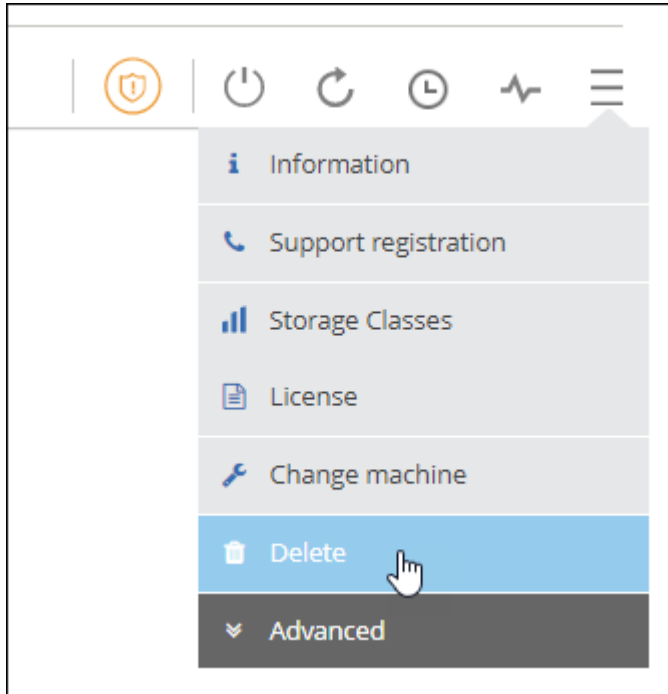 Information
Support registration
Storage Classes
License
Change machine
Delete
Advanced